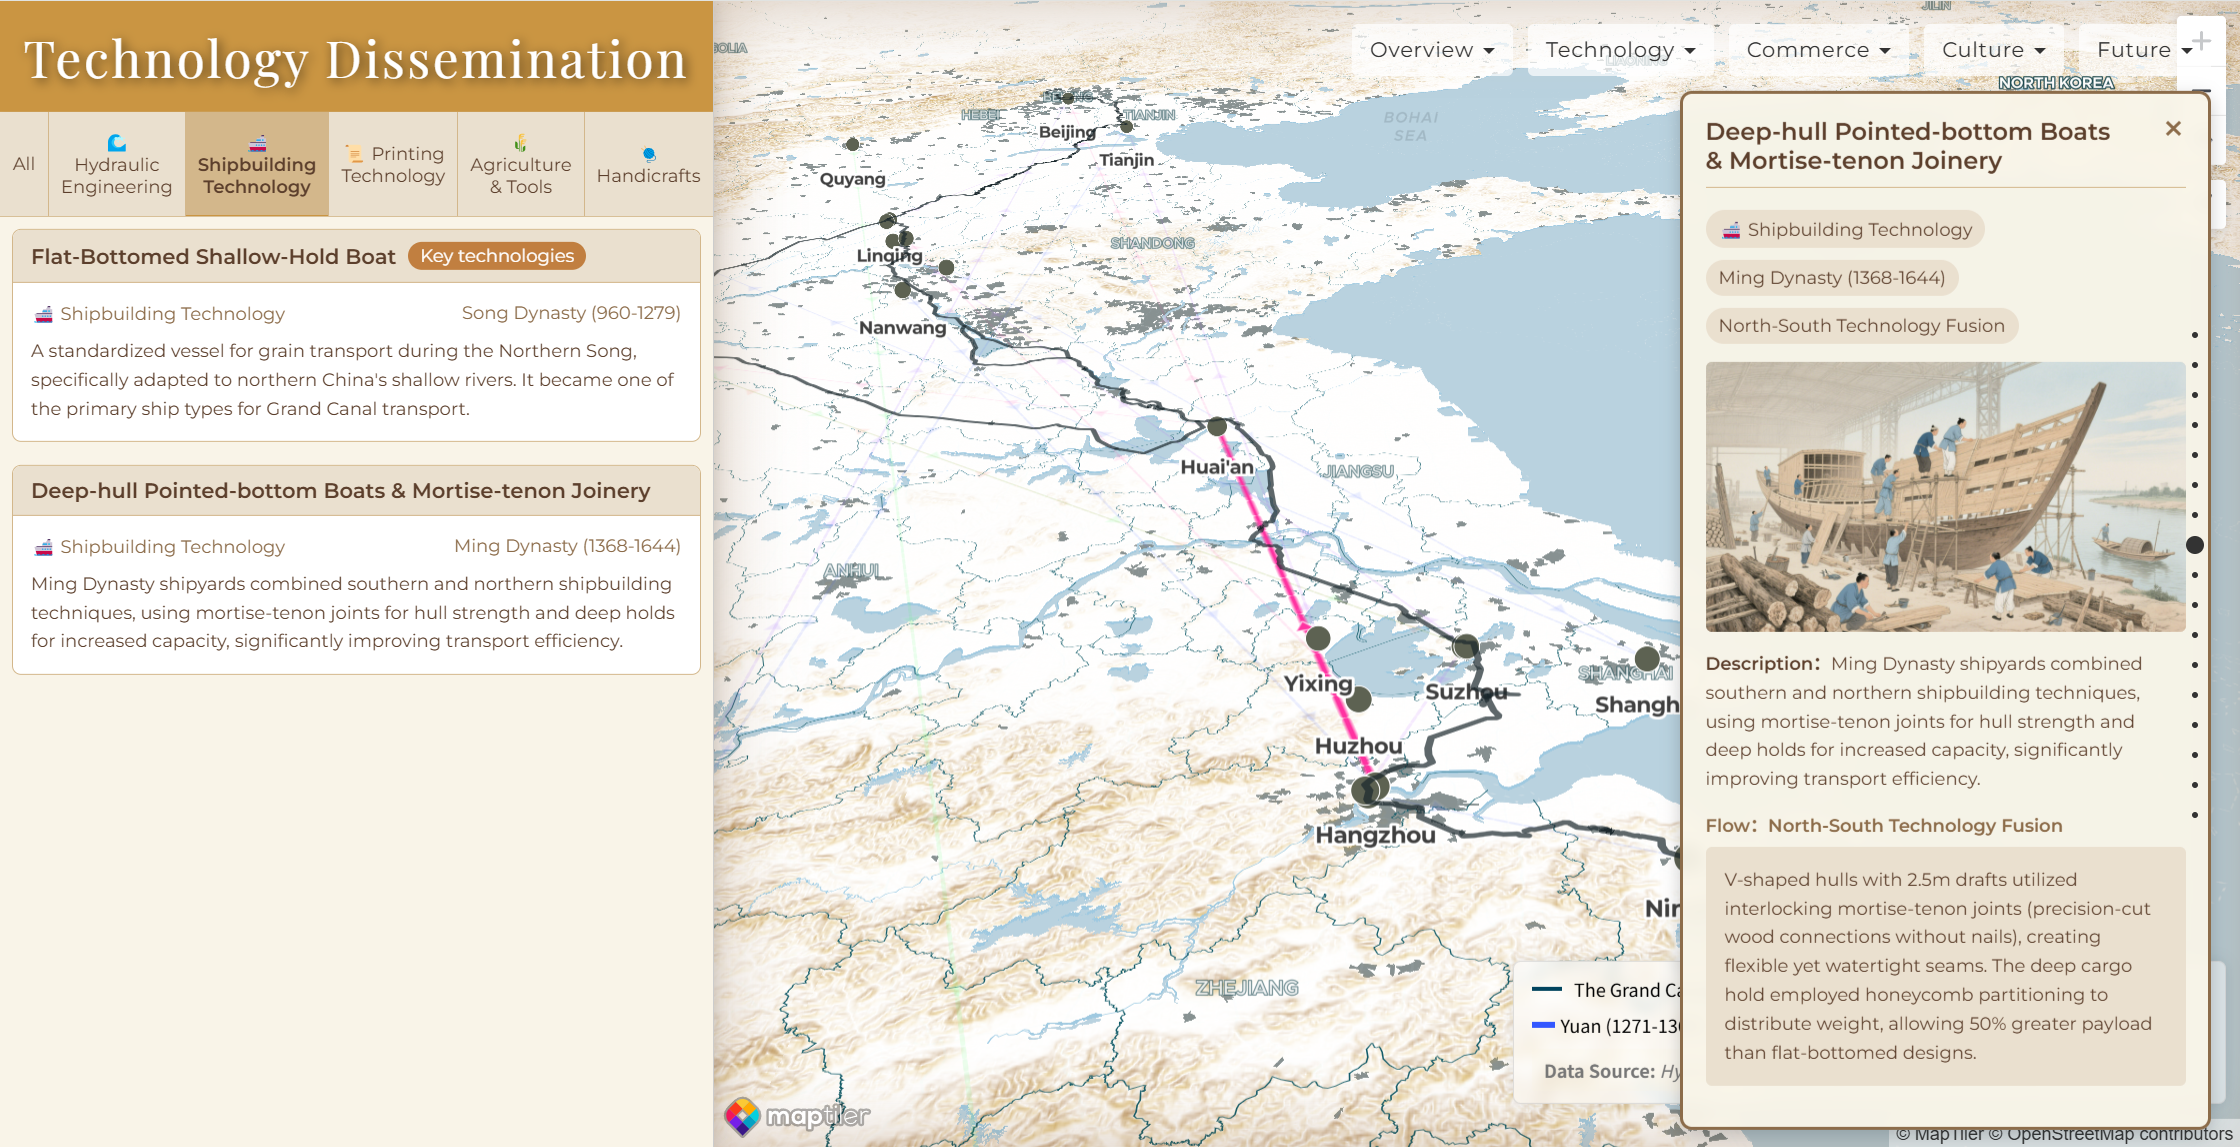 Technology Dissemination
All
Hydraulic
Engineering
Shipbuilding
Technology
Printing
Technology
Agriculture
& Tools
Handicrafts
Flat-Bottomed Shallow-Hold Boat
Key technologies
Shipbuilding Technology
Song Dynasty (960-1279)
A standardized vessel for grain transport during the Northern Song,
specifically adapted to northern China's shallow rivers. It became one of
the primary ship types for Grand Canal transport.
Deep-hull Pointed-bottom Boats & Mortise-tenon Joinery
Shipbuilding Technology
Ming Dynasty (1368-1644)
Ming Dynasty shipyards combined southern and northern shipbuilding
techniques, using mortise-tenon joints for hull strength and deep holds
for increased capacity, significantly improving transport efficiency.
Overview
Technology
Commerce
Culture
Future
JILIN
NORTH KOREA
BOHAI
SEA
HEBEI
BEIJING
TIANJIN
Beijing
Tianjin
Quyang
SHANDONG
Linqing
Nanwang
Huai'an
JIANGSU
ANHUI
Yixing
Suzhou
SHANGHAI
Shangh
Huzhou
Hangzhou
Nin
ZHEJIANG
The Grand Ca
Yuan (1271-136
Data Source: Hy
maptiler
© MapTiler © OpenStreetMap contributors
Deep-hull Pointed-bottom Boats
& Mortise-tenon Joinery
Shipbuilding Technology
Ming Dynasty (1368-1644)
North-South Technology Fusion
Description： Ming Dynasty shipyards combined
southern and northern shipbuilding techniques,
using mortise-tenon joints for hull strength and
deep holds for increased capacity, significantly
improving transport efficiency.
Flow： North-South Technology Fusion
V-shaped hulls with 2.5m drafts utilized
interlocking mortise-tenon joints (precision-cut
wood connections without nails), creating
flexible yet watertight seams. The deep cargo
hold employed honeycomb partitioning to
distribute weight, allowing 50% greater payload
than flat-bottomed designs.